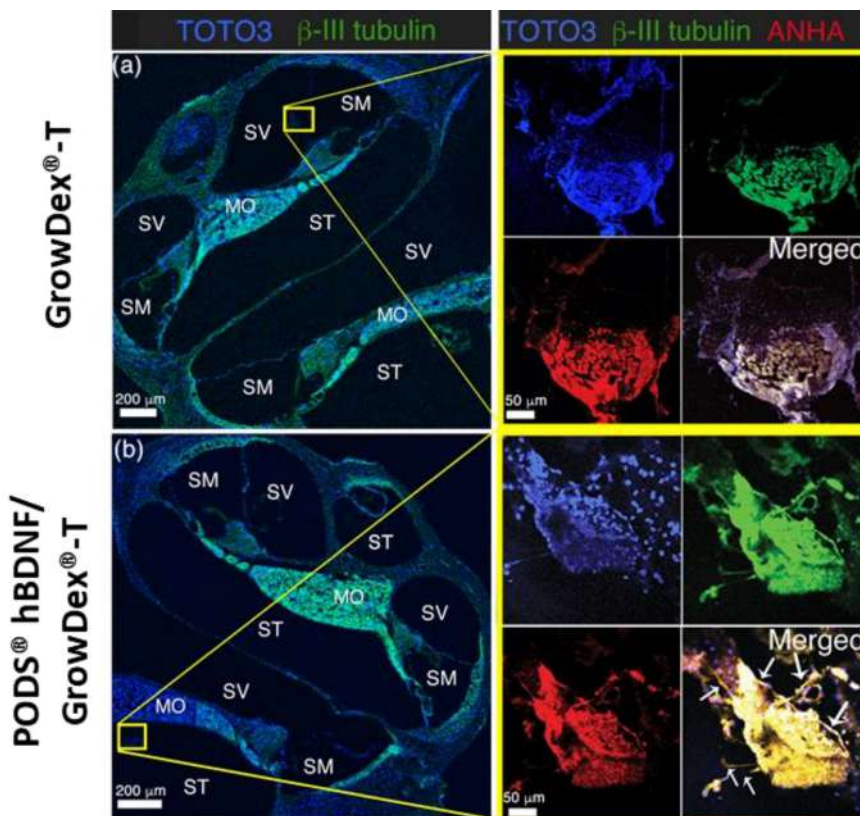 TOTO3 β-III tubulin
TOTO3 β-III tubulin ANHA
GrowDex®-T
(a)
SM
SV
MO
SV
ST
SM
SV
MO
SM
ST
200 µm
Merged
50 µm
PODS® hBDNF/
GrowDex®-T
(b)
SM
SV
ST
MO
SV
ST
SM
SV
MO
SM
ST
200 µm
Merged
50 µm